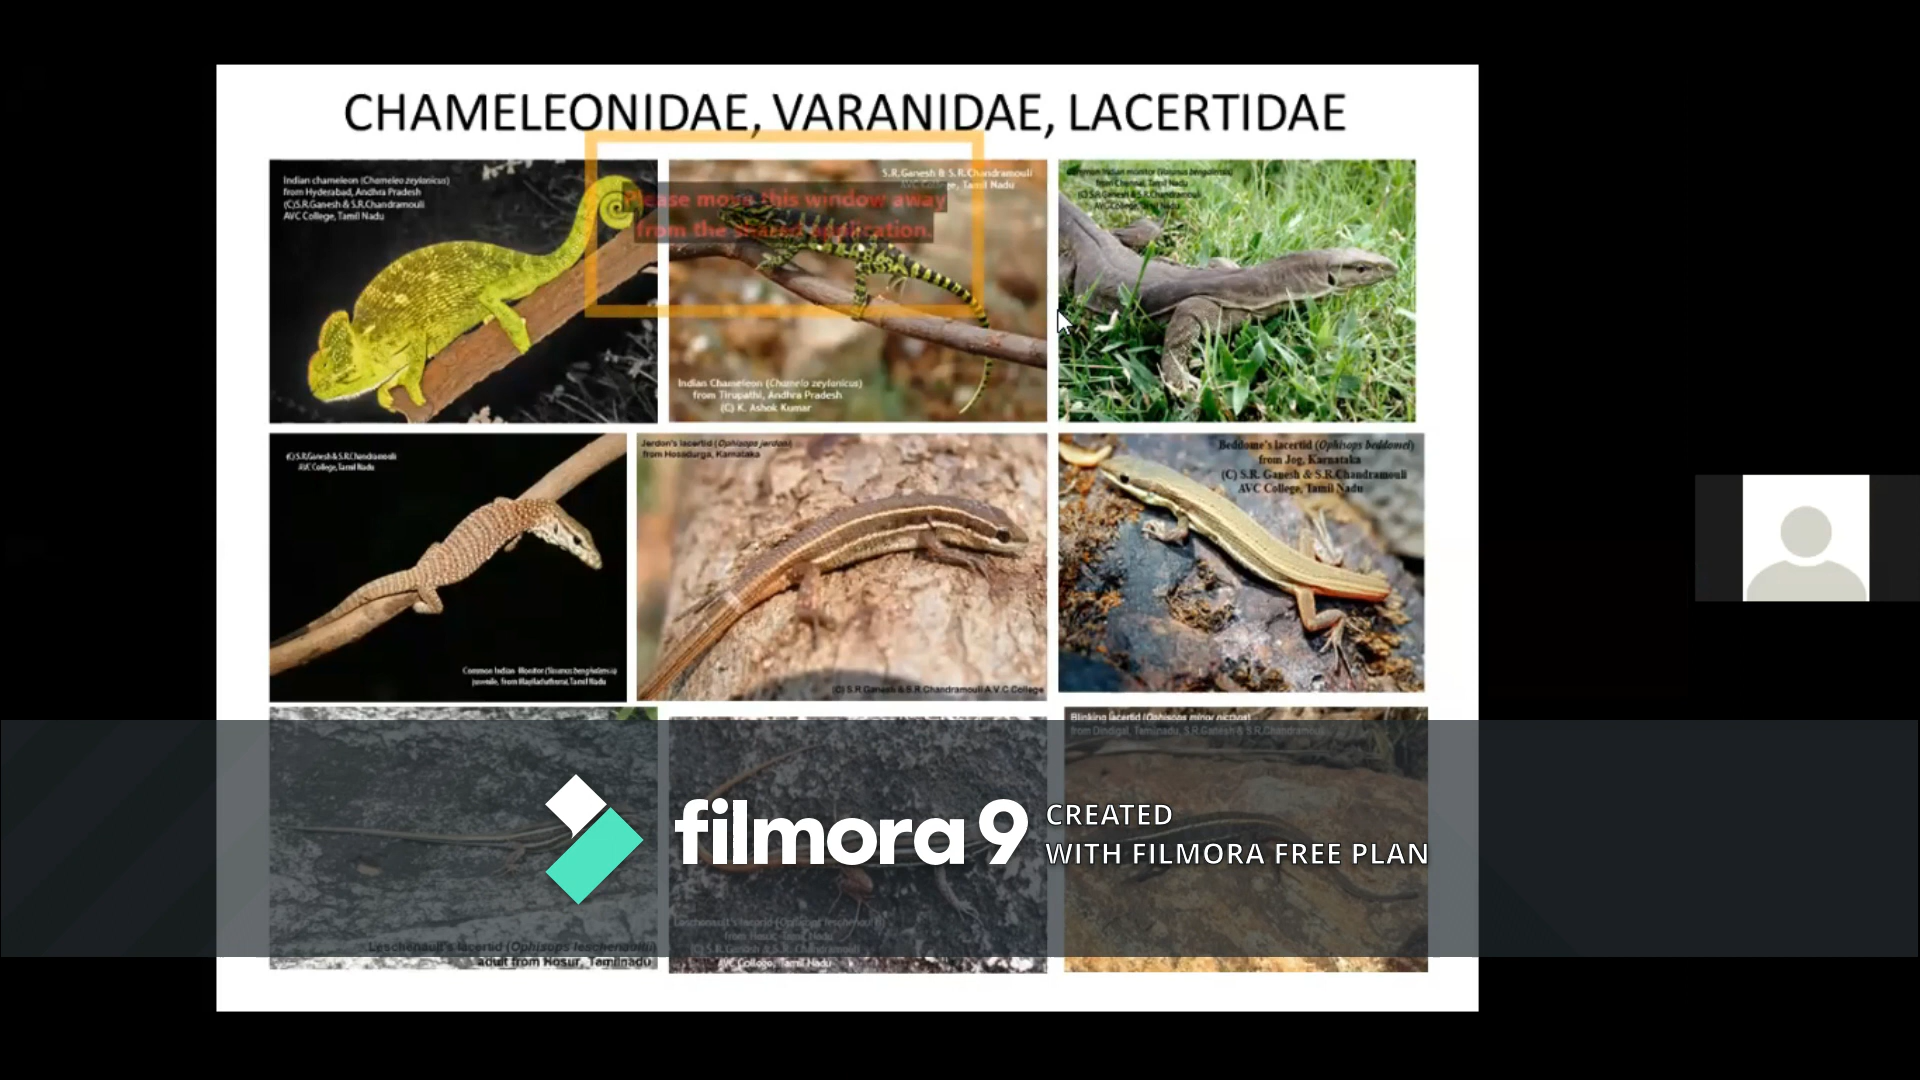 CHAMELEONIDAE, VARANIDAE, LACERTIDAE
Indian chameleon (Chameleo zeylanicus)
from Hyderabad, Andhra Pradesh
(C)S.R.Ganesh & S.R.Chandramouli
AVC College, Tamil Nadu
S.R.Ganesh & S.R.Chandramouli
AVC College, Tamil Nadu
Please move this window away
from the shared application.
Indian Chameleon (Chamelo zeylanicus)
from Tirupathi, Andhra Pradesh
(C) K. Ashok Kumar
Common Indian monitor (Varanus bengalensis)
from Chennai, Tamil Nadu
(C) S.R.Ganesh & S.R.Chandramouli
AVC College, Tamil Nadu
(C) S.R.Ganesh & S.R.Chandramouli
AVC College, Tamil Nadu
Common Indian Monitor (Varanus bengalensis)
juvenile, from Mayiladuthurai, Tamil Nadu
Jerdon's lacertid (Ophisops jerdoni)
from Hosadurga, Karnataka
(C) S.R.Ganesh & S.R.Chandramouli A.V.C College
Beddome's lacertid (Ophisops beddomei)
from Jog, Karnataka
(C) S.R. Ganesh & S.R.Chandramouli
AVC College, Tamil Nadu
Leschenault's lacertid (Ophisops leschenaultii)
adult from Hosur, Tamilnadu
Leschenault's lacertid (Ophisops leschenaultii)
(C) S.R.Ganesh & S.R.Chandramouli
AVC College, Tamil Nadu
Blinking lacertid (Ophisops minor nictans)
from Dindigal, Tamilnadu, S.R.Ganesh & S.R.Chandramouli
filmora 9
CREATED
WITH FILMORA FREE PLAN